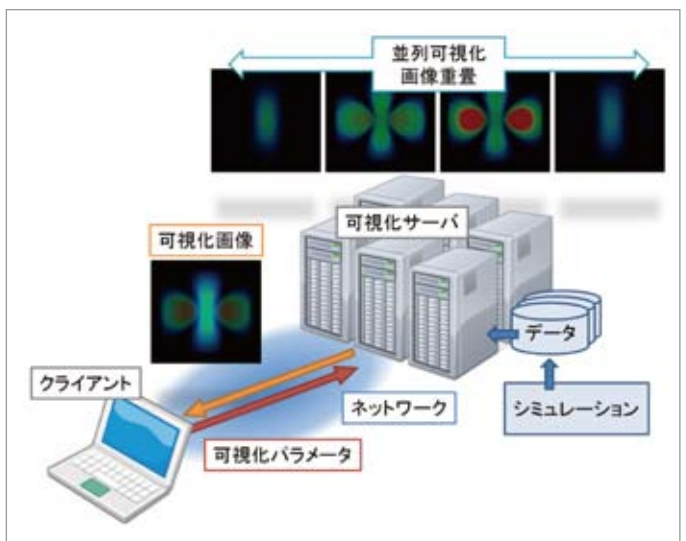 並列可視化
画像重畳
可視化サーバ
可視化画像
データ
クライアント
ネットワーク
シミュレーション
可視化パラメータ